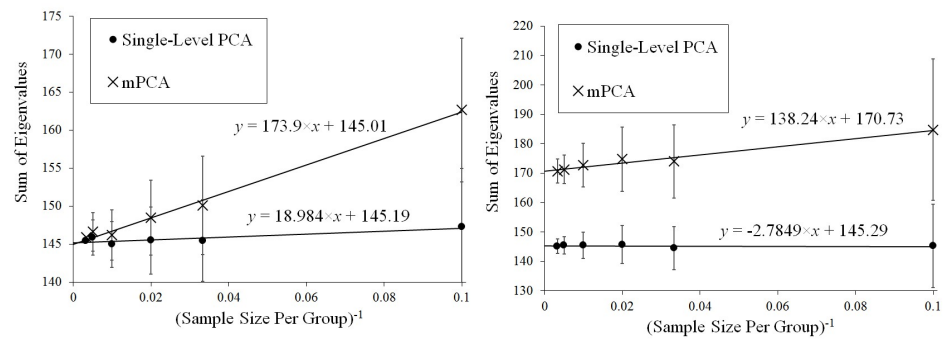 175
170
165
160
155
150
145
140
Sum of Eigenvalues
Single-Level PCA
mPCA
y = 173.9×x + 145.01
y = 18.984×x + 145.19
0
0.02
0.04
0.06
0.08
0.1
(Sample Size Per Group)⁻¹
220
210
200
190
180
170
160
150
140
130
Sum of Eigenvalues
Single-Level PCA
mPCA
y = 138.24×x + 170.73
y = -2.7849×x + 145.29
0
0.02
0.04
0.06
0.08
0.1
(Sample Size Per Group)⁻¹